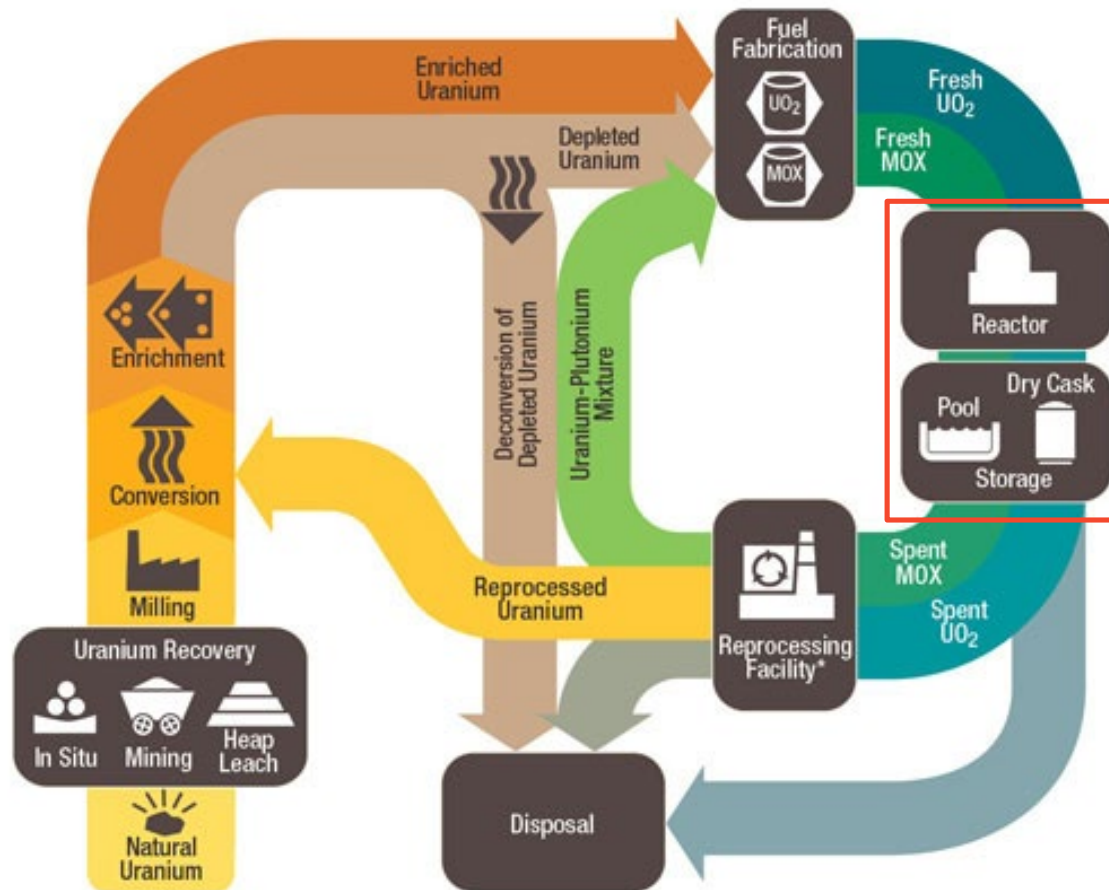 Fuel
Fabrication
UO₂
MOX
Enriched
Uranium
Depleted
Uranium
Fresh
UO₂
Fresh
MOX
Reactor
Dry Cask
Pool
Storage
Enrichment
Conversion
Milling
Deconversion of
Depleted Uranium
Uranium-Plutonium
Mixture
Reprocessed
Uranium
Reprocessing
Facility*
Spent
MOX
Spent
UO₂
Uranium Recovery
In Situ
Mining
Heap
Leach
Natural
Uranium
Disposal